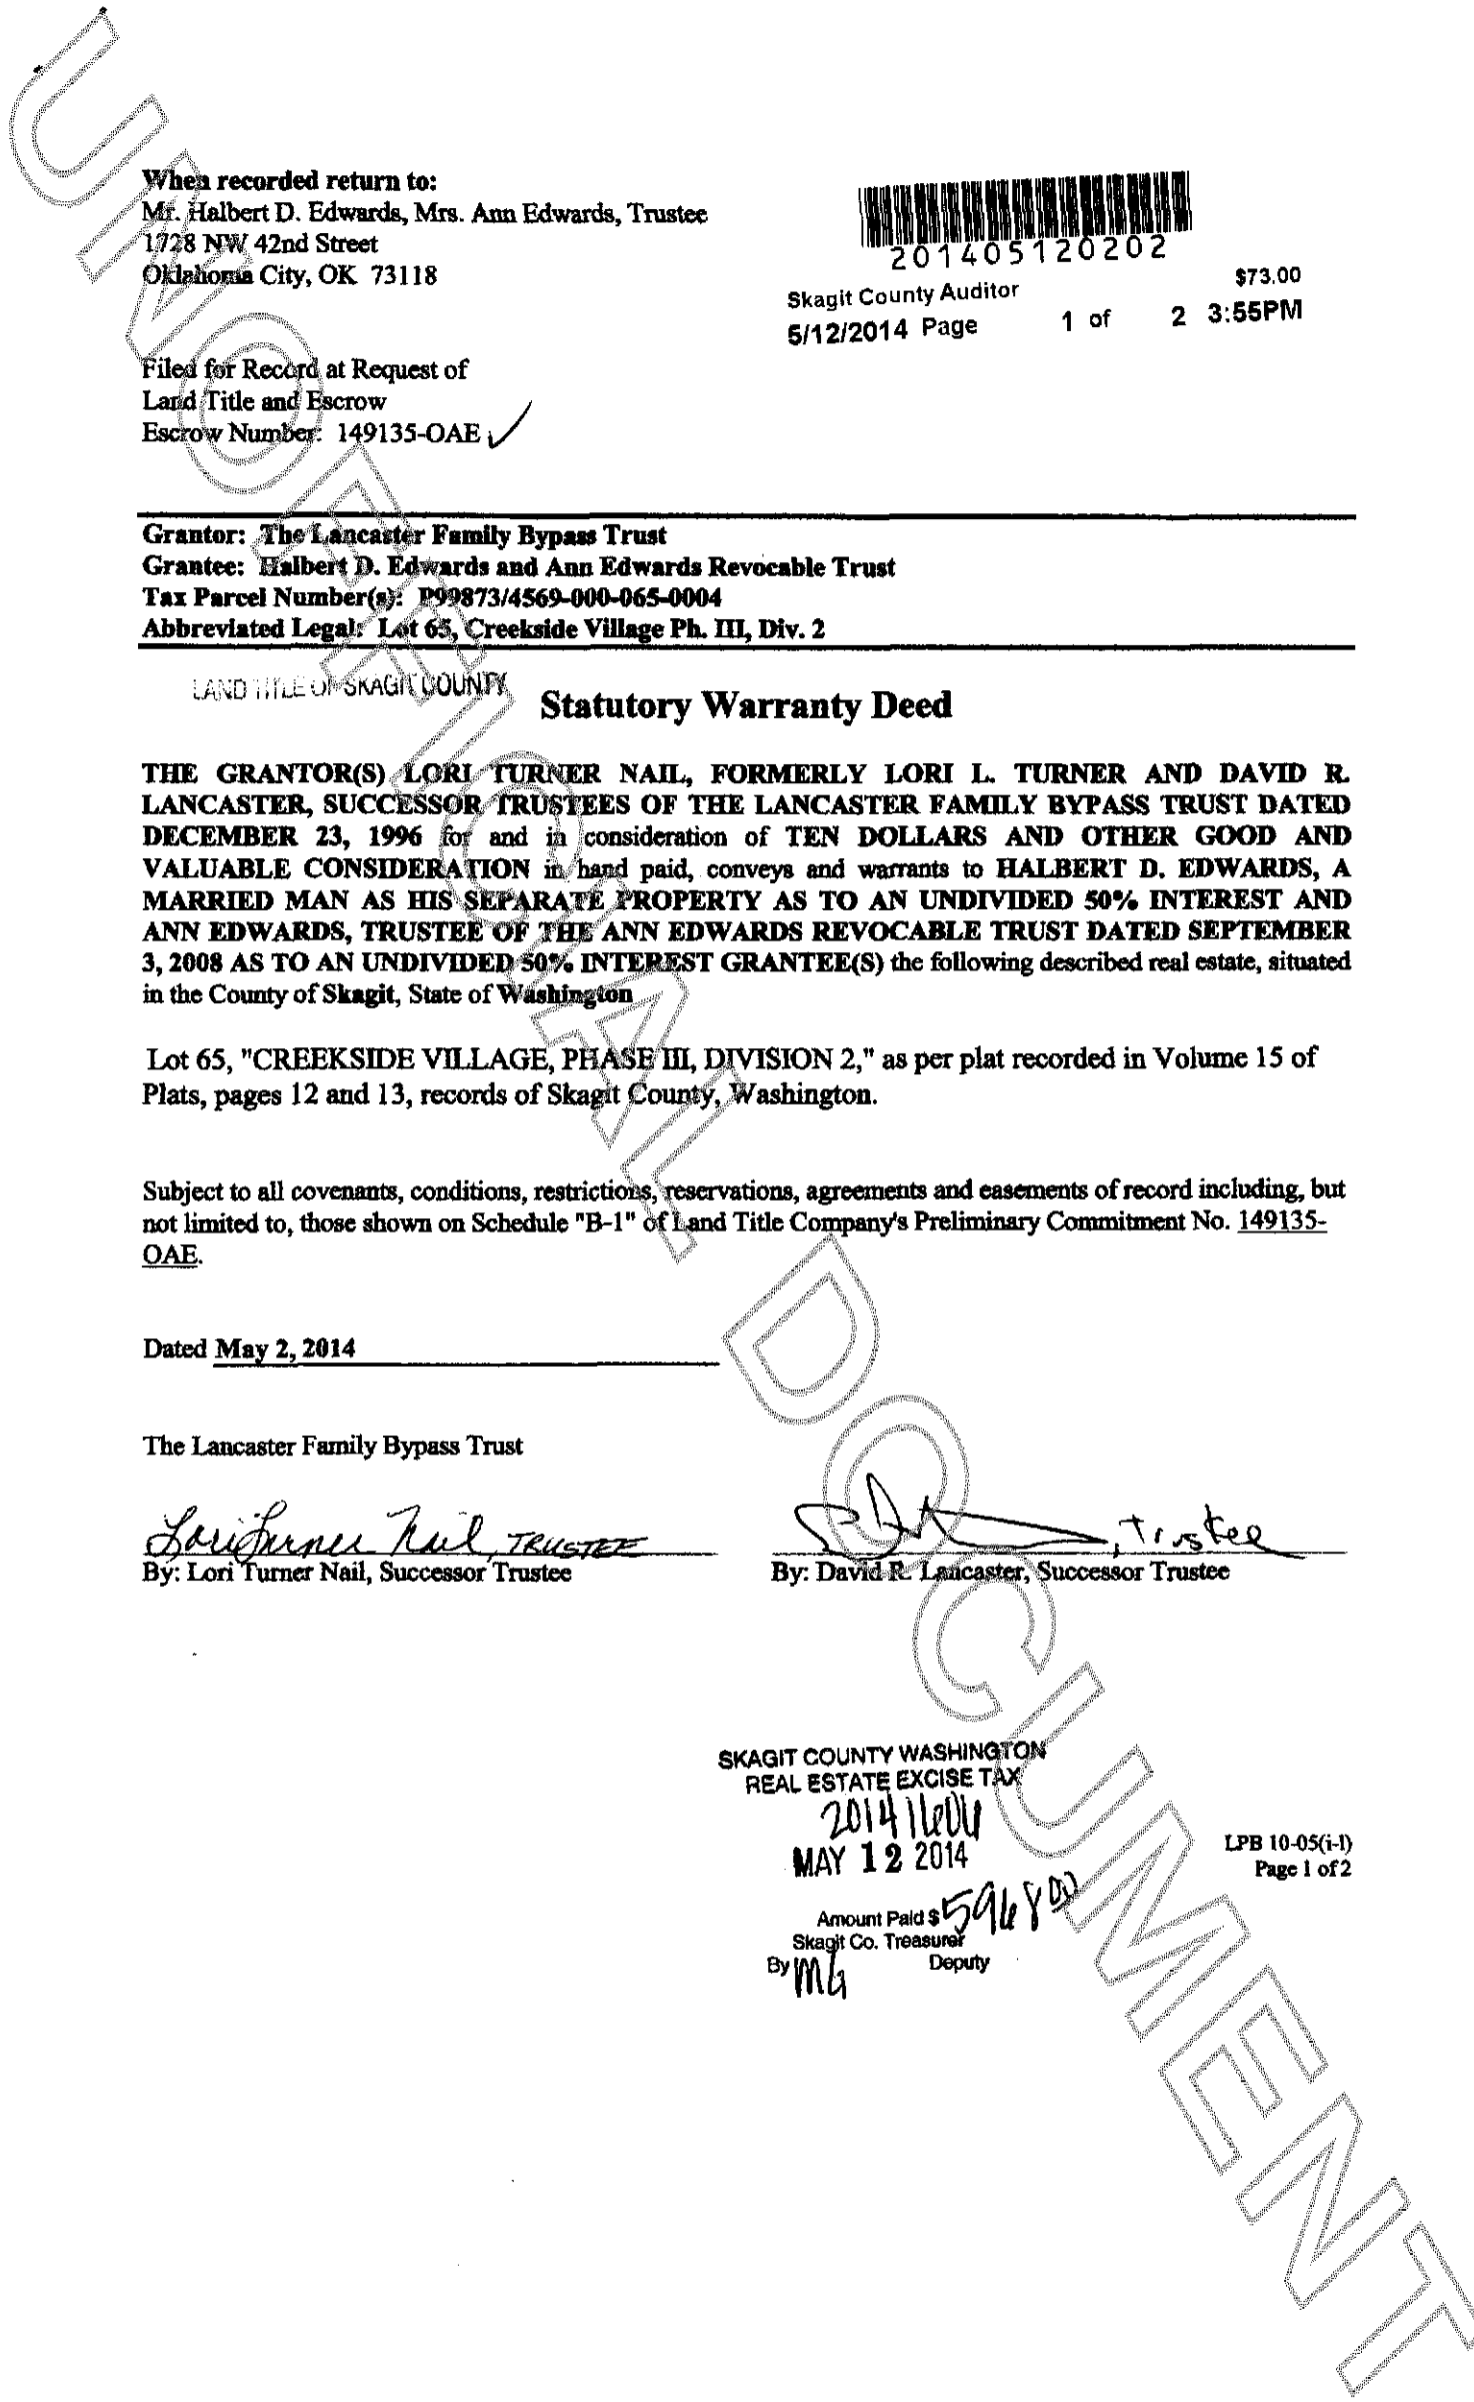 When recorded return to:
Mr. Halbert D. Edwards, Mrs. Ann Edwards, Trustee
1728 NW 42nd Street
Oklahoma City, OK 73118
201405120202
Skagit County Auditor $73.00
5/12/2014 Page 1 of 2 3:55PM
Filed for Record at Request of
Land Title and Escrow
Escrow Number: 149135-OAE
Grantor: The Lancaster Family Bypass Trust
Grantee: Halbert D. Edwards and Ann Edwards Revocable Trust
Tax Parcel Number(s): P99873/4569-000-065-0004
Abbreviated Legal: Lot 65, Creekside Village Ph. III, Div. 2
LAND TITLE OF SKAGIT COUNTY
Statutory Warranty Deed
THE GRANTOR(S) LORI TURNER NAIL, FORMERLY LORI L. TURNER AND DAVID R.
LANCASTER, SUCCESSOR TRUSTEES OF THE LANCASTER FAMILY BYPASS TRUST DATED
DECEMBER 23, 1996 for and in consideration of TEN DOLLARS AND OTHER GOOD AND
VALUABLE CONSIDERATION in hand paid, conveys and warrants to HALBERT D. EDWARDS, A
MARRIED MAN AS HIS SEPARATE PROPERTY AS TO AN UNDIVIDED 50% INTEREST AND
ANN EDWARDS, TRUSTEE OF THE ANN EDWARDS REVOCABLE TRUST DATED SEPTEMBER
3, 2008 AS TO AN UNDIVIDED 50% INTEREST GRANTEE(S) the following described real estate, situated
in the County of Skagit, State of Washington
Lot 65, "CREEKSIDE VILLAGE, PHASE III, DIVISION 2," as per plat recorded in Volume 15 of
Plats, pages 12 and 13, records of Skagit County, Washington.
Subject to all covenants, conditions, restrictions, reservations, agreements and easements of record including, but
not limited to, those shown on Schedule "B-1" of Land Title Company's Preliminary Commitment No. 149135-
OAE.
Dated May 2, 2014
The Lancaster Family Bypass Trust
Lori Turner Nail, TRUSTEE
, Trustee
By: Lori Turner Nail, Successor Trustee
By: David R. Lancaster, Successor Trustee
SKAGIT COUNTY WASHINGTON
REAL ESTATE EXCISE TAX
20141606
MAY 12 2014
Amount Paid $ 5968.00
Skagit Co. Treasurer
By MG Deputy
LPB 10-05(i-l)
Page 1 of 2
UNOFFICIAL DOCUMENT